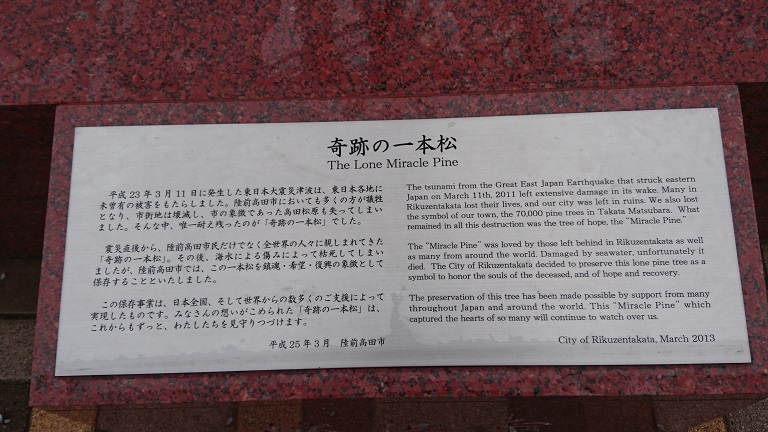 奇跡の一本松
The Lone Miracle Pine
平成23年3月11日に発生した東日本大震災津波は、東日本各地に
未曾有の被害をもたらしました。陸前高田市においても多くの方が犠牲
となり、市街地は壊滅し、市の象徴であった高田松原も失ってしまい
ました。そんな中、唯一耐え残ったのが「奇跡の一本松」でした。
震災直後から、陸前高田市民だけでなく全世界の人々に親しまれてきた
「奇跡の一本松」。その後、海水による傷みによって枯死してしまい
ましたが、陸前高田市では、この一本松を鎮魂・希望・復興の象徴として
保存することといたしました。
この保存事業は、日本全国、そして世界からの数多くのご支援によって
実現したものです。みなさんの想いがこめられた「奇跡の一本松」は、
これからもずっと、わたしたちを見守りつづけます。
平成25年3月 陸前高田市
The tsunami from the Great East Japan Earthquake that struck eastern
Japan on March 11th, 2011 left extensive damage in its wake. Many in
Rikuzentakata lost their lives, and our city was left in ruins. We also lost
the symbol of our town, the 70,000 pine trees in Takata Matsubara. What
remained in all this destruction was the tree of hope, the "Miracle Pine."
The "Miracle Pine" was loved by those left behind in Rikuzentakata as well
as many from around the world. Damaged by seawater, unfortunately it
died. The City of Rikuzentakata decided to preserve this lone pine tree as a
symbol to honor the souls of the deceased, and of hope and recovery.
The preservation of this tree has been made possible by support from many
throughout Japan and around the world. This "Miracle Pine" which
captured the hearts of so many will continue to watch over us.
City of Rikuzentakata, March 2013